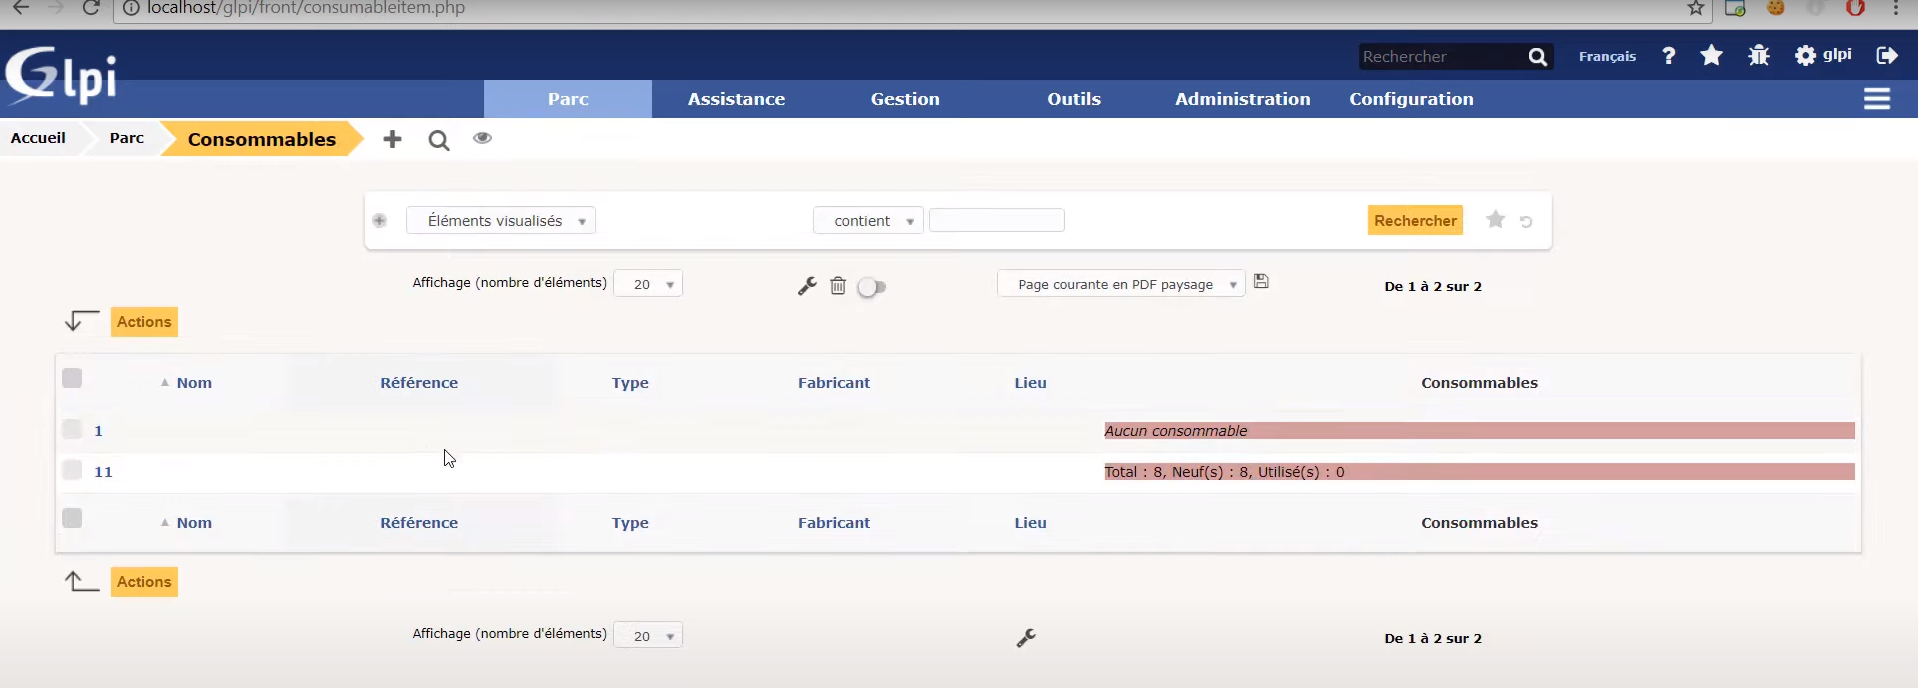 localhost/glpi/front/consumableitem.php
Glpi
Rechercher
Français
?
glpi
Parc
Assistance
Gestion
Outils
Administration
Configuration
Accueil
Parc
Consommables
Éléments visualisés
contient
Rechercher
Affichage (nombre d'éléments)
20
Page courante en PDF paysage
De 1 à 2 sur 2
Actions
Nom
Référence
Type
Fabricant
Lieu
Consommables
1
Aucun consommable
11
Total : 8, Neuf(s) : 8, Utilisé(s) : 0
Nom
Référence
Type
Fabricant
Lieu
Consommables
Actions
Affichage (nombre d'éléments)
20
De 1 à 2 sur 2